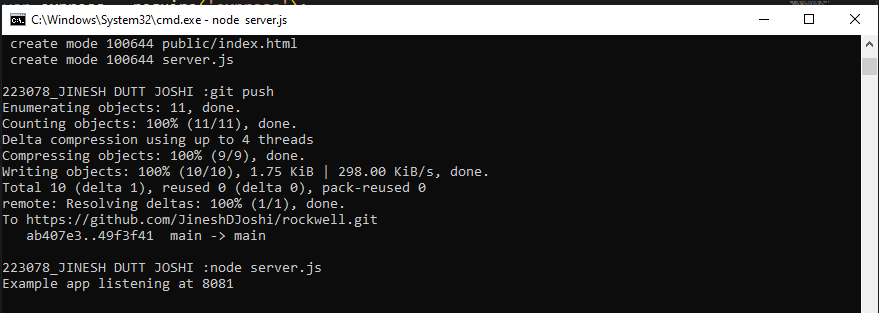 C:\Windows\System32\cmd.exe - node server.js
create mode 100644 public/index.html
create mode 100644 server.js
223078_JINESH DUTT JOSHI :git push
Enumerating objects: 11, done.
Counting objects: 100% (11/11), done.
Delta compression using up to 4 threads
Compressing objects: 100% (9/9), done.
Writing objects: 100% (10/10), 1.75 KiB | 298.00 KiB/s, done.
Total 10 (delta 1), reused 0 (delta 0), pack-reused 0
remote: Resolving deltas: 100% (1/1), done.
To https://github.com/JineshDJoshi/rockwell.git
ab407e3..49f3f41  main -> main
223078_JINESH DUTT JOSHI :node server.js
Example app listening at 8081